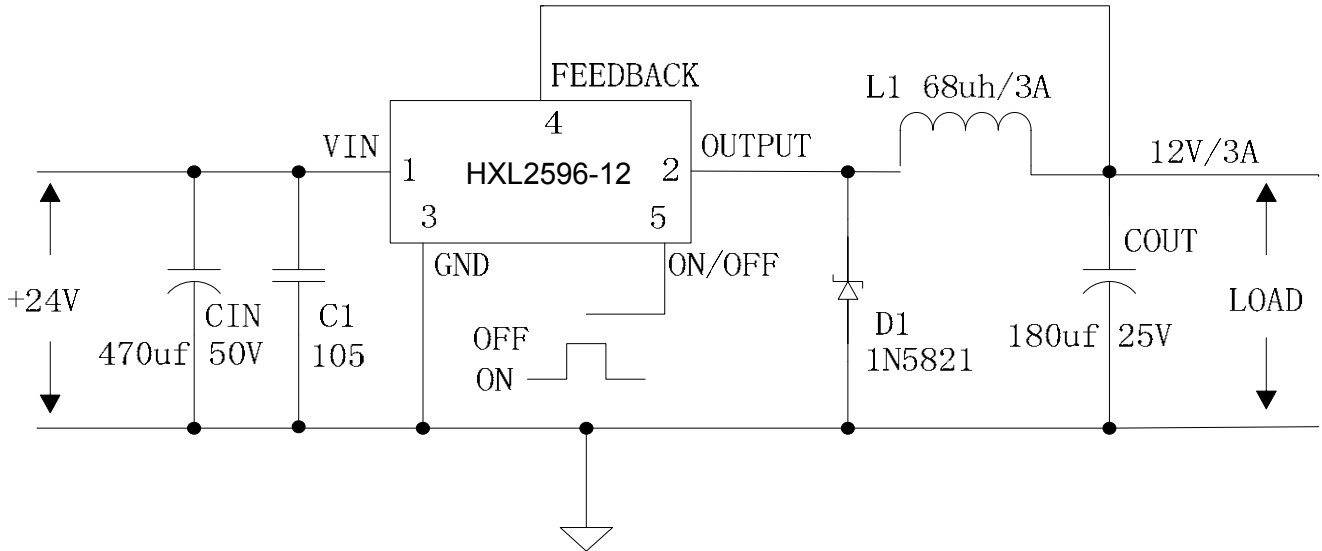 FEEDBACK
L1 68uh/3A
4
VIN
OUTPUT
12V/3A
1
HXL2596-12
2
3
5
GND
ON/OFF
COUT
+24V
CIN
C1
LOAD
470uf 50V
105
OFF
D1
180uf 25V
ON
1N5821